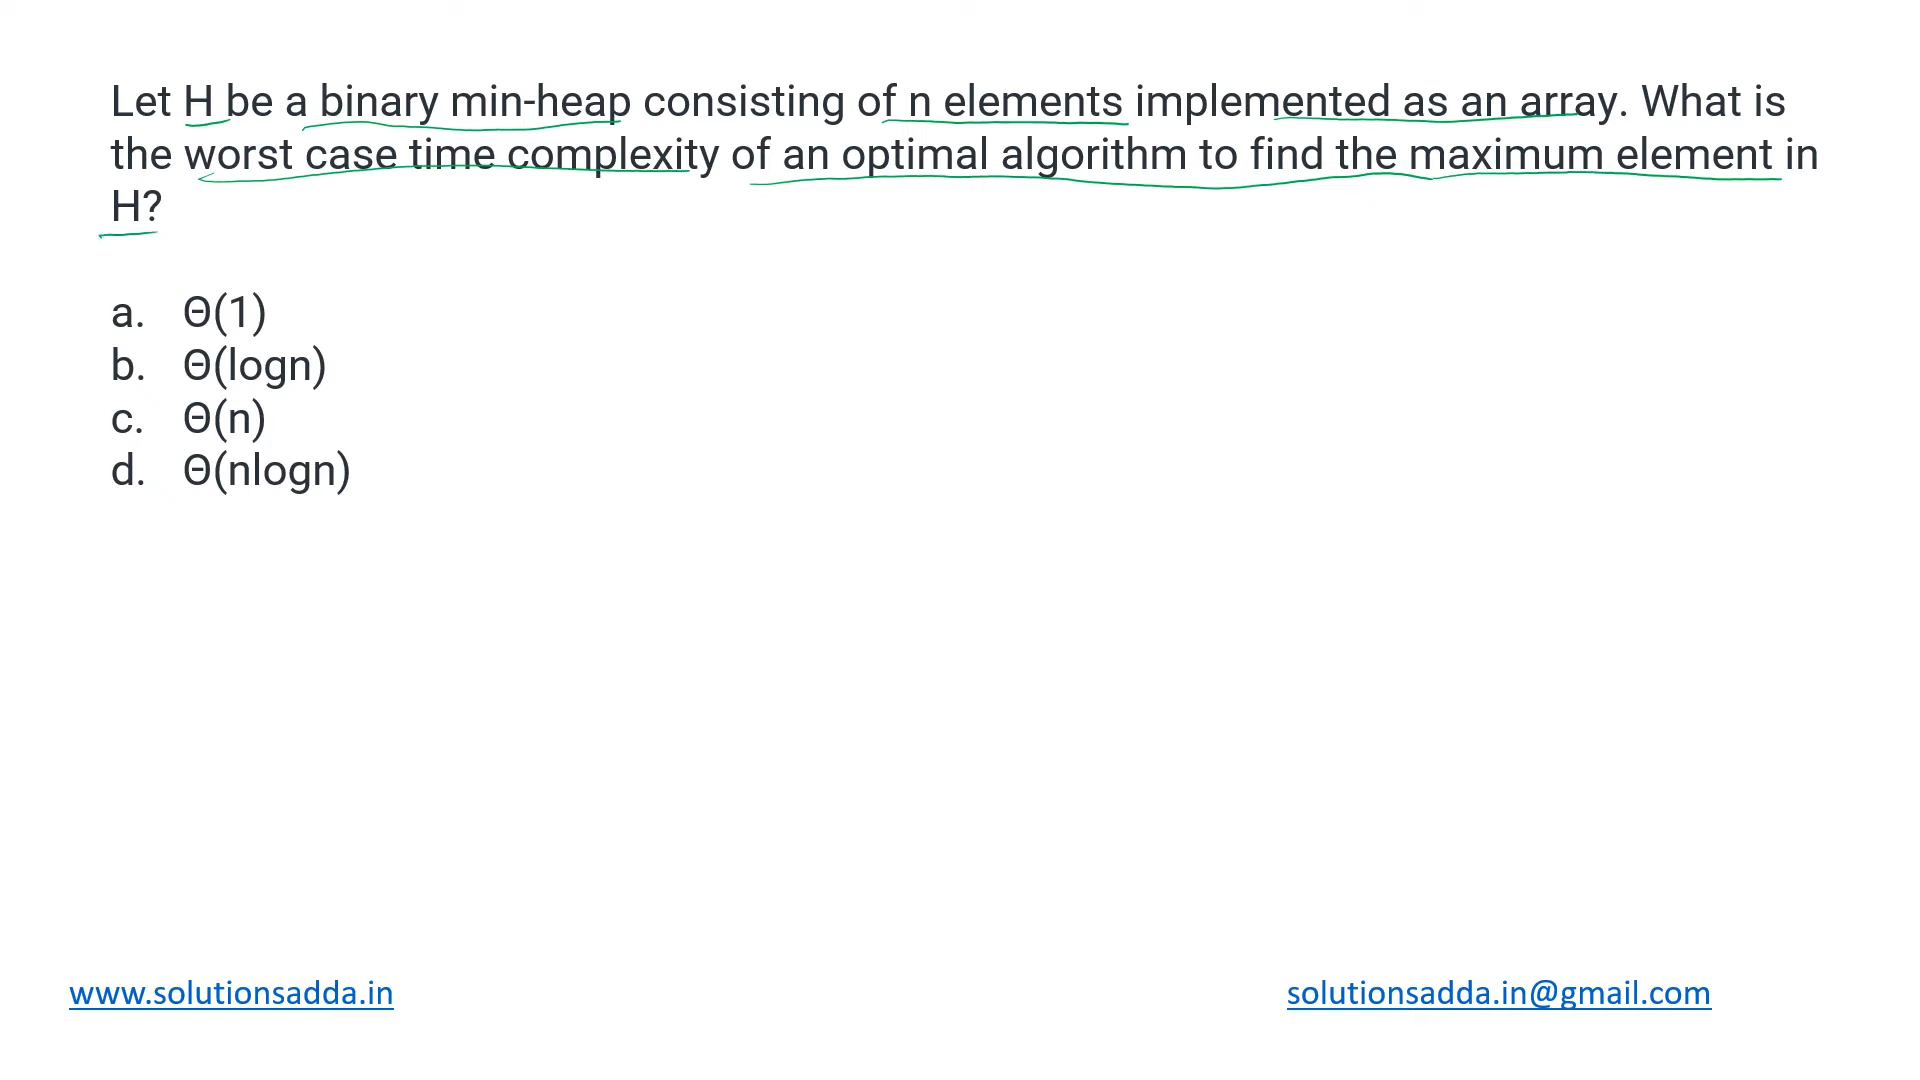 Let H be a binary min-heap consisting of n elements implemented as an array. What is
the worst case time complexity of an optimal algorithm to find the maximum element in
H?
a. Θ(1)
b. Θ(logn)
c. Θ(n)
d. Θ(nlogn)
www.solutionsadda.in
solutionsadda.in@gmail.com